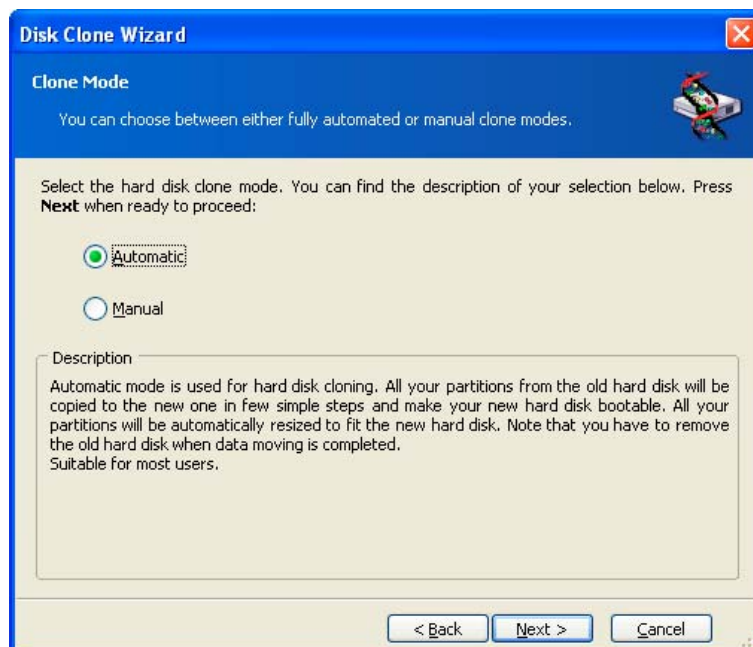 Disk Clone Wizard
Clone Mode
You can choose between either fully automated or manual clone modes.
Select the hard disk clone mode. You can find the description of your selection below. Press
Next when ready to proceed:
Automatic
Manual
Description
Automatic mode is used for hard disk cloning. All your partitions from the old hard disk will be
copied to the new one in few simple steps and make your new hard disk bootable. All your
partitions will be automatically resized to fit the new hard disk. Note that you have to remove
the old hard disk when data moving is completed.
Suitable for most users.
< Back
Next >
Cancel